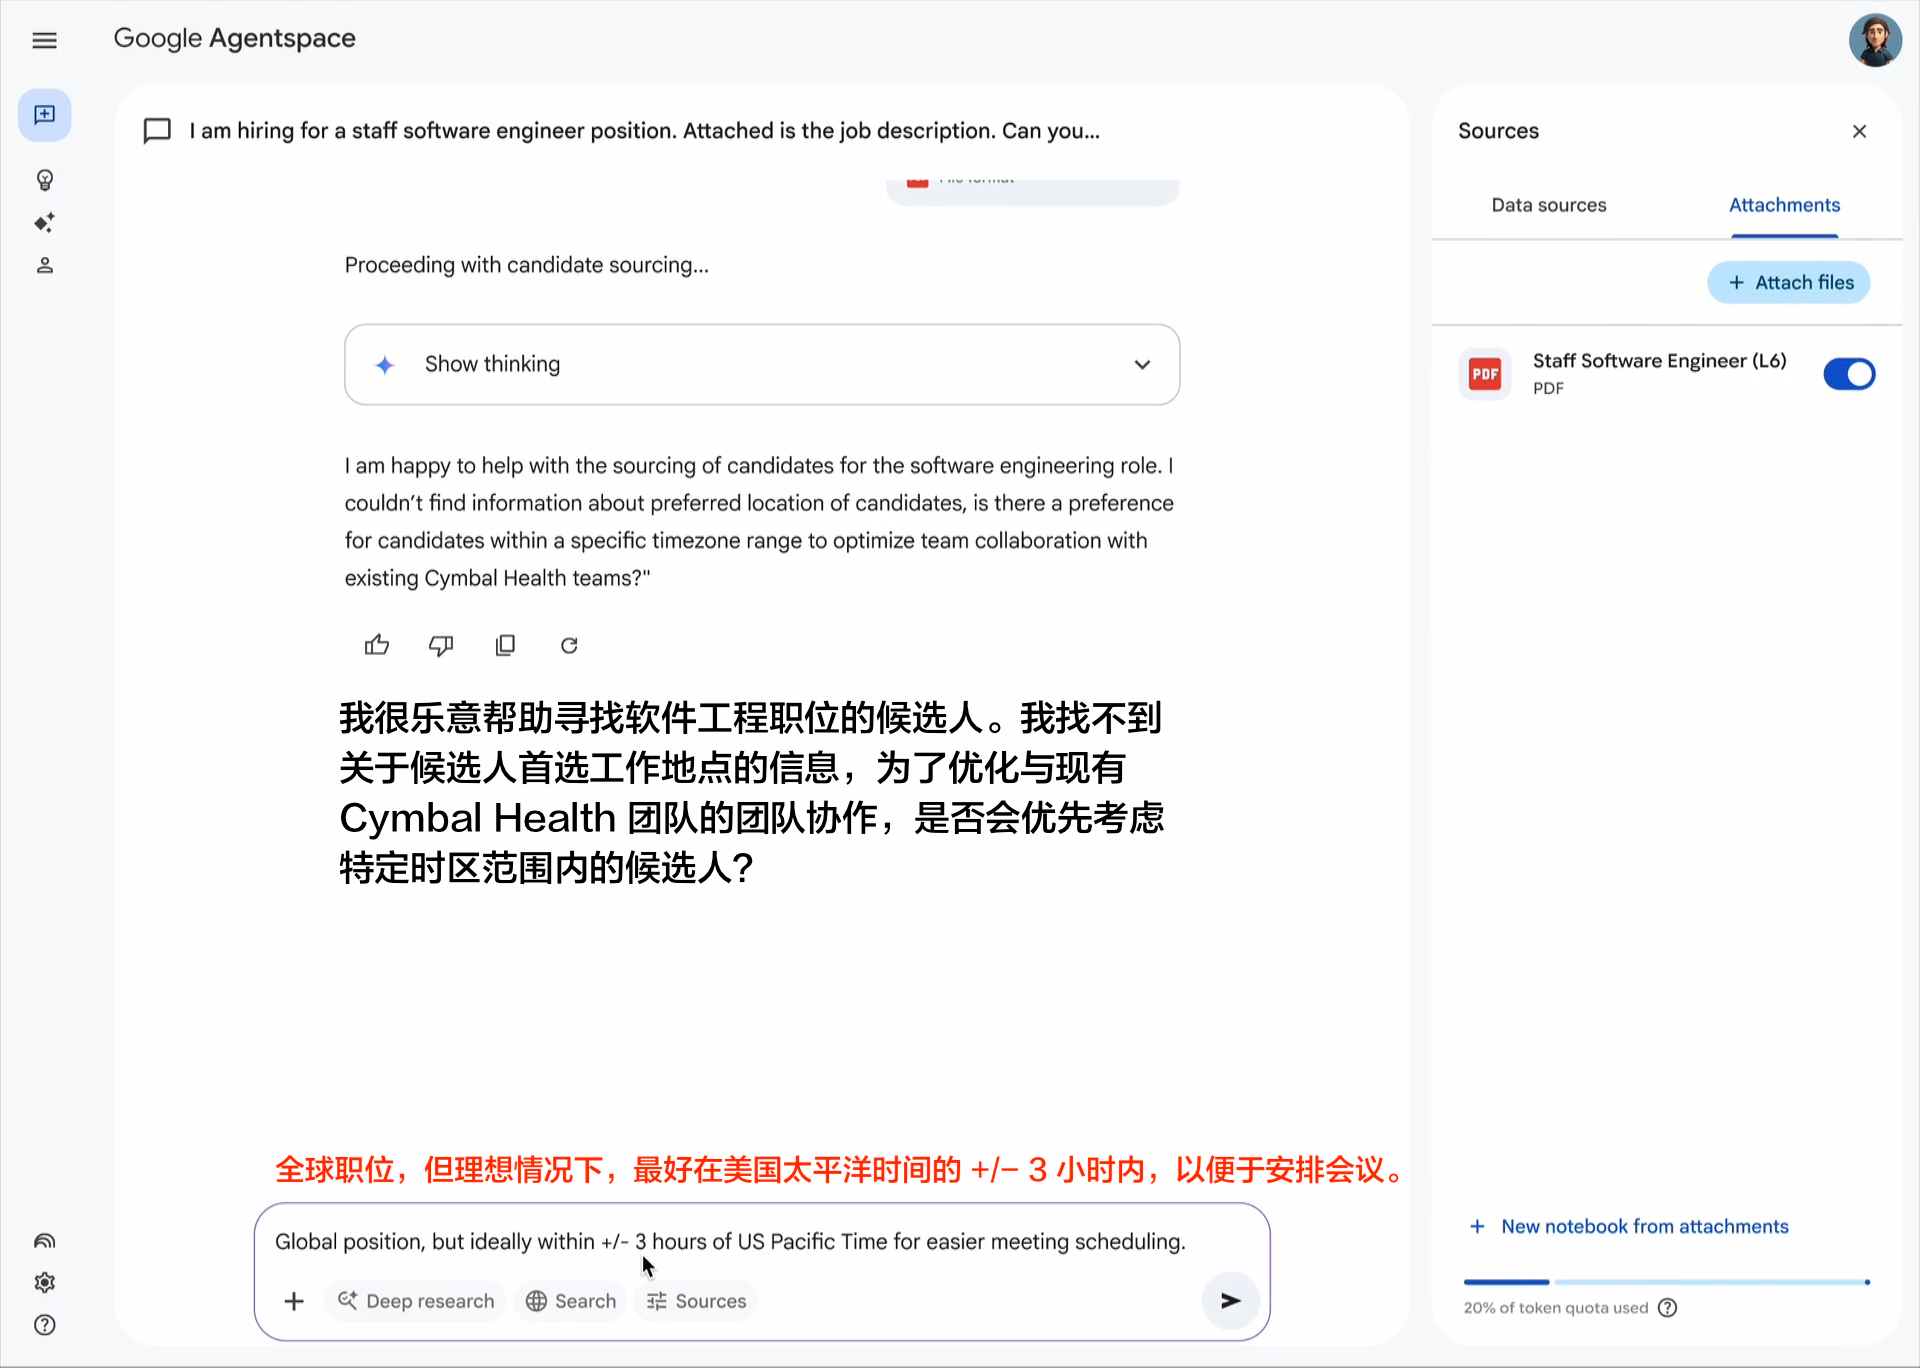 Google Agentspace
I am hiring for a staff software engineer position. Attached is the job description. Can you...
Proceeding with candidate sourcing...
Show thinking
I am happy to help with the sourcing of candidates for the software engineering role. I
couldn't find information about preferred location of candidates, is there a preference
for candidates within a specific timezone range to optimize team collaboration with
existing Cymbal Health teams?"
我很乐意帮助寻找软件工程职位的候选人。我找不到
关于候选人首选工作地点的信息，为了优化与现有
Cymbal Health 团队的团队协作，是否会优先考虑
特定时区范围内的候选人？
全球职位，但理想情况下，最好在美国太平洋时间的 +/– 3 小时内，以便于安排会议。
Global position, but ideally within +/- 3 hours of US Pacific Time for easier meeting scheduling.
Deep research
Search
Sources
Sources
Data sources
Attachments
+ Attach files
PDF
Staff Software Engineer (L6)
PDF
+ New notebook from attachments
20% of token quota used